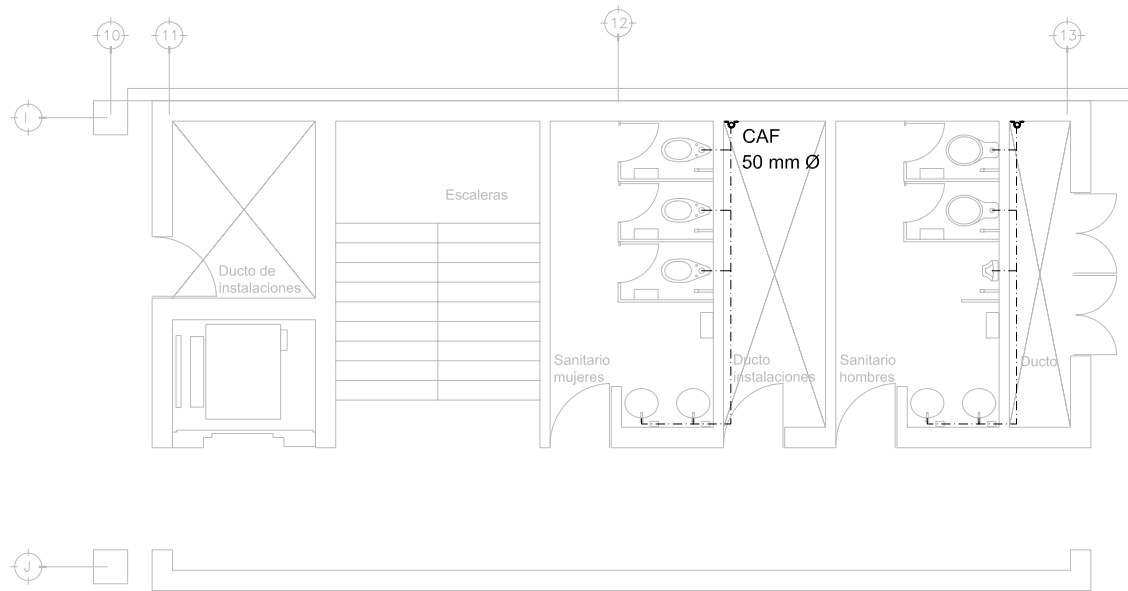 10
11
12
13
I
CAF
50 mm Ø
Escaleras
Ducto de
instalaciones
Sanitario
mujeres
Ducto
instalaciones
Sanitario
hombres
Ducto
J